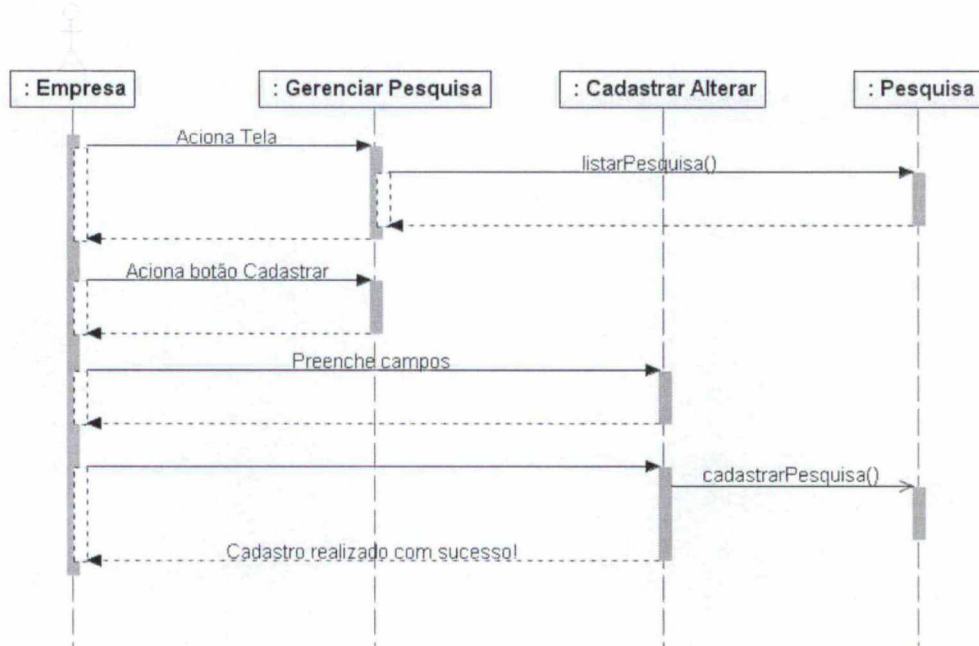 : Empresa
: Gerenciar Pesquisa
: Cadastrar Alterar
: Pesquisa
Aciona Tela
listarPesquisa()
Aciona botão Cadastrar
Preenche campos
cadastrarPesquisa()
Cadastro realizado com sucesso!